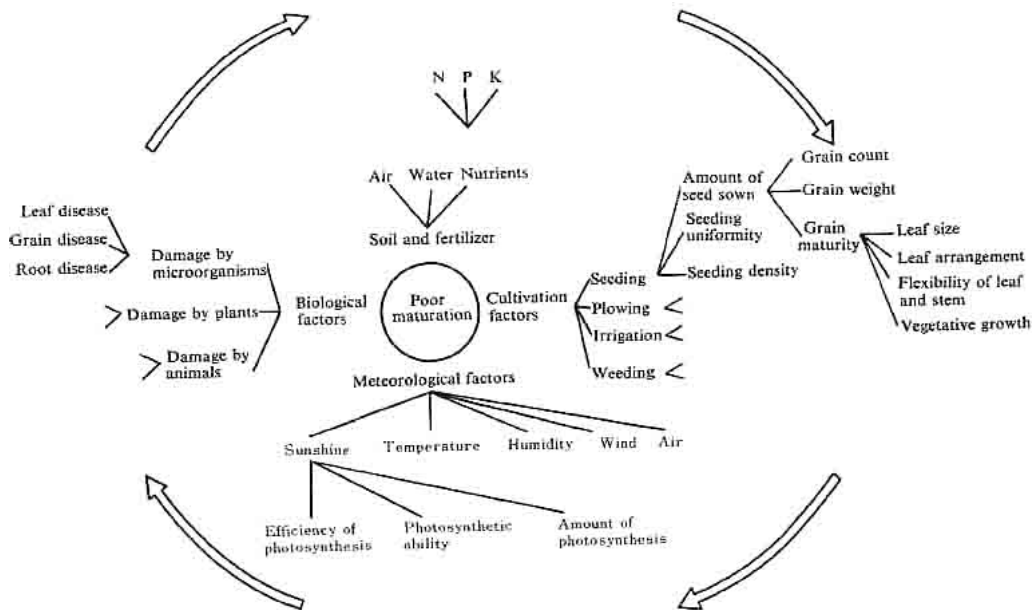 N P K
Air Water Nutrients
Soil and fertilizer
Leaf disease
Grain disease
Root disease
Damage by
microorganisms
Damage by plants
Damage by
animals
Biological
factors
Poor
maturation
Cultivation
factors
Seeding
Plowing
Irrigation
Weeding
Amount of
seed sown
Seeding
uniformity
Seeding density
Grain count
Grain weight
Grain
maturity
Leaf size
Leaf arrangement
Flexibility of leaf
and stem
Vegetative growth
Meteorological factors
Sunshine
Temperature
Humidity
Wind
Air
Efficiency of
photosynthesis
Photosynthetic
ability
Amount of
photosynthesis